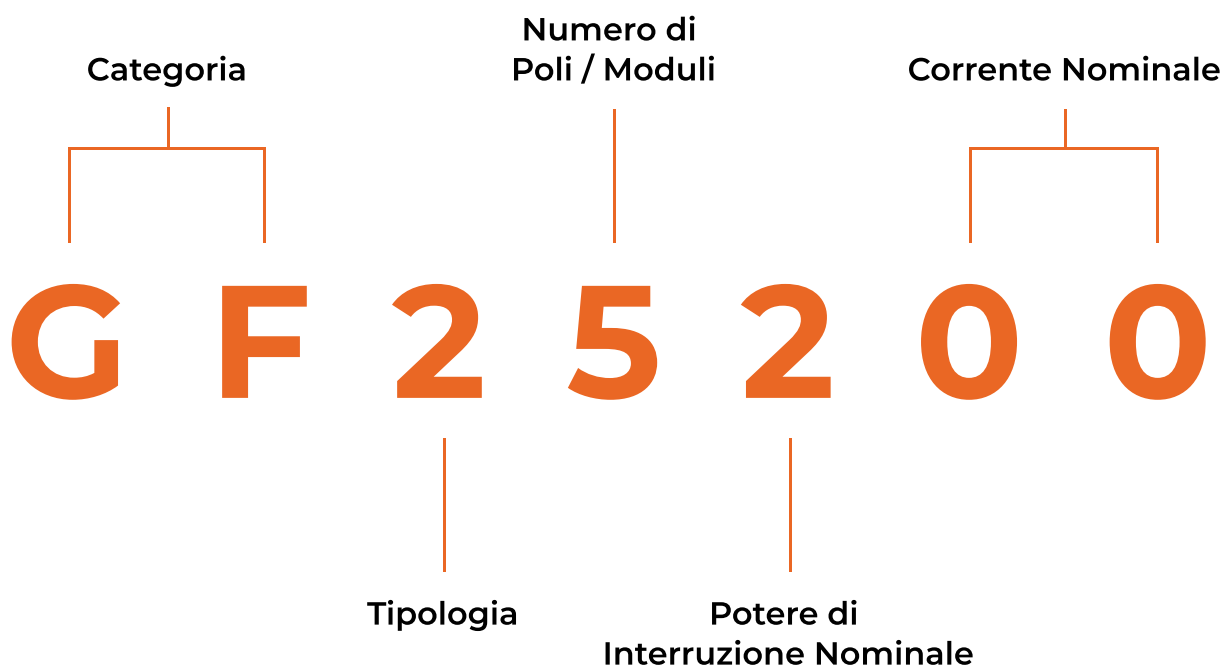 Numero di
Poli / Moduli
Categoria
Corrente Nominale
G F 2 5 2 0 0
Tipologia
Potere di
Interruzione Nominale